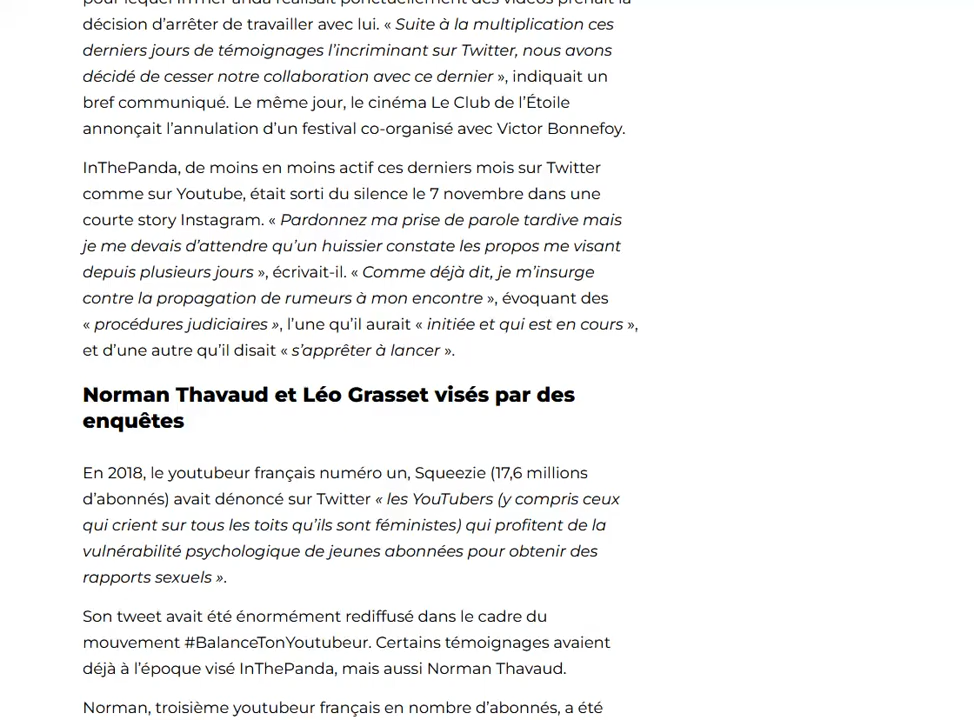 décision d’arrêter de travailler avec lui. « Suite à la multiplication ces
derniers jours de témoignages l’incriminant sur Twitter, nous avons
décidé de cesser notre collaboration avec ce dernier », indiquait un
bref communiqué. Le même jour, le cinéma Le Club de l’Étoile
annonçait l’annulation d’un festival co-organisé avec Victor Bonnefoy.
InThePanda, de moins en moins actif ces derniers mois sur Twitter
comme sur Youtube, était sorti du silence le 7 novembre dans une
courte story Instagram. « Pardonnez ma prise de parole tardive mais
je me devais d’attendre qu’un huissier constate les propos me visant
depuis plusieurs jours », écrivait-il. « Comme déjà dit, je m’insurge
contre la propagation de rumeurs à mon encontre », évoquant des
« procédures judiciaires », l’une qu’il aurait « initiée et qui est en cours »,
et d’une autre qu’il disait « s’apprêter à lancer ».
Norman Thavaud et Léo Grasset visés par des
enquêtes
En 2018, le youtubeur français numéro un, Squeezie (17,6 millions
d’abonnés) avait dénoncé sur Twitter « les YouTubers (y compris ceux
qui crient sur tous les toits qu’ils sont féministes) qui profitent de la
vulnérabilité psychologique de jeunes abonnées pour obtenir des
rapports sexuels ».
Son tweet avait été énormément rediffusé dans le cadre du
mouvement #BalanceTonYoutubeur. Certains témoignages avaient
déjà à l’époque visé InThePanda, mais aussi Norman Thavaud.
Norman, troisième youtubeur français en nombre d’abonnés, a été